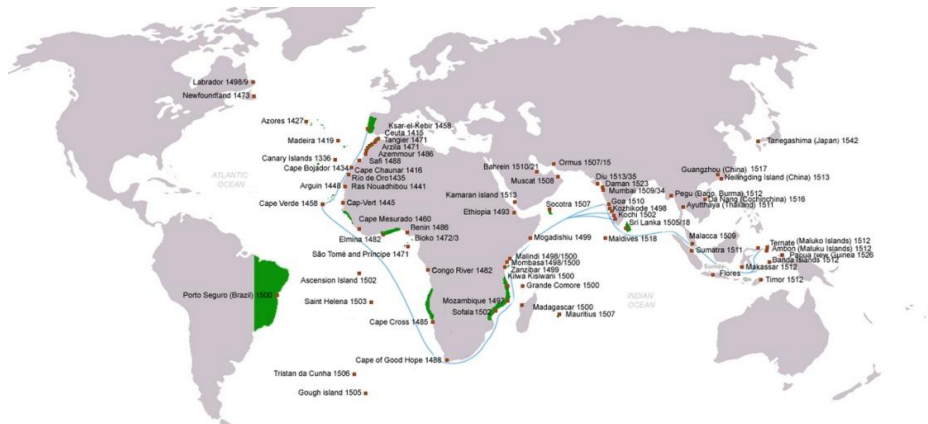 Labrador 1498/9
Newfoundland 1473
Azores 1427
Madeira 1419
Canary Islands 1336
Cape Bojador 1434
ATLANTIC
OCEAN
Arguin 1448
Cape Verde 1458
Ksar-el-Kebir 1458
Ceuta 1415
Tangier 1471
Arzila 1471
Azemmour 1486
Safi 1488
Cape Chaunar 1416
Rio de Oro1435
Ras Nouadhibou 1441
Cap-Vert 1445
Cape Mesurado 1460
Elmina 1482
Benin 1486
Bioko 1472/3
São Tomé and Príncipe 1471
Congo River 1482
Ascension Island 1502
Porto Seguro (Brazil) 1500
Saint Helena 1503
Cape Cross 1485
Cape of Good Hope 1488
Tristan da Cunha 1506
Gough island 1505
Bahrein 1510/21
Ormus 1507/15
Muscat 1508
Kamaran island 1513
Ethiopia 1493
Socotra 1507
Mogadishu 1499
Malindi 1498/1500
Mombasa1498/1500
Zanzibar 1499
Kilwa Kisiwani 1500
Grande Comore 1500
Mozambique 1497
Sofala 1502
Madagascar 1500
Mauritius 1507
INDIAN
OCEAN
Diu 1513/35
Daman 1523
Mumbai 1509/34
Goa 1510
Kozhikode 1498
Kochi 1502
Sri Lanka 1505/18
Maldives 1518
Tanegashima (Japan) 1542
Guangzhou (China) 1517
Neilingding Island (China) 1513
Pegu (Bago, Burma) 1512
Da Nang (Cochinchina) 1516
Ayutthaya (Thailand) 1511
Malacca 1509
Sumatra 1511
Sunda
Flores
Ternate (Maluku Islands) 1512
Ambon (Maluku Islands) 1512
Papua New Guinea 1526
Banda Islands 1512
Makassar 1512
Timor 1512